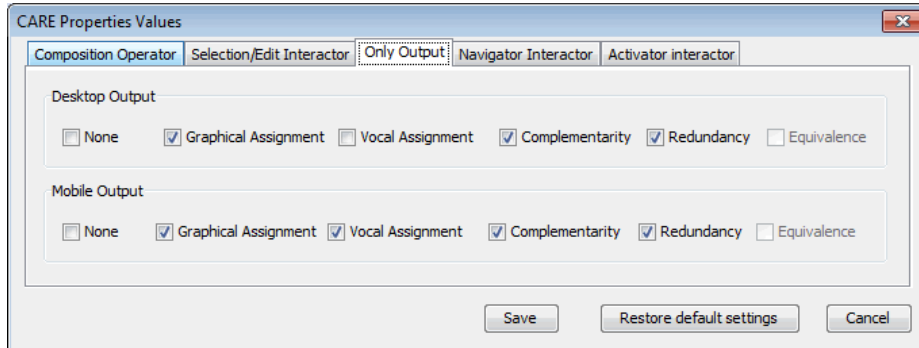 CARE Properties Values
Composition Operator Selection/Edit Interactor Only Output Navigator Interactor Activator interactor
Desktop Output
None Graphical Assignment Vocal Assignment Complementarity Redundancy Equivalence
Mobile Output
None Graphical Assignment Vocal Assignment Complementarity Redundancy Equivalence
Save Restore default settings Cancel